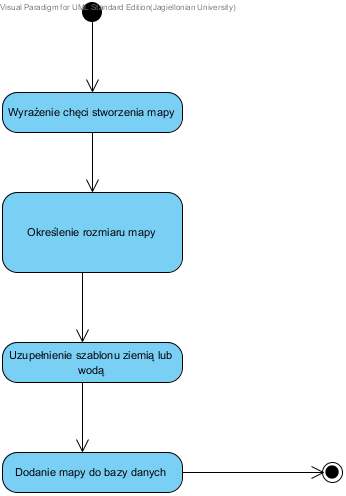 Visual Paradigm for UML Standard Edition(Jagiellonian University)
Wyrażenie chęci stworzenia mapy
Określenie rozmiaru mapy
Uzupełnienie szablonu ziemią lub
wodą
Dodanie mapy do bazy danych